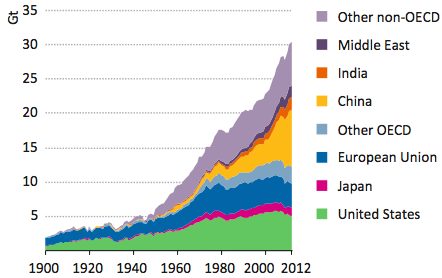 Gt
35
30
25
20
15
10
5
1900 1920 1940 1960 1980 2000 2012
Other non-OECD
Middle East
India
China
Other OECD
European Union
Japan
United States